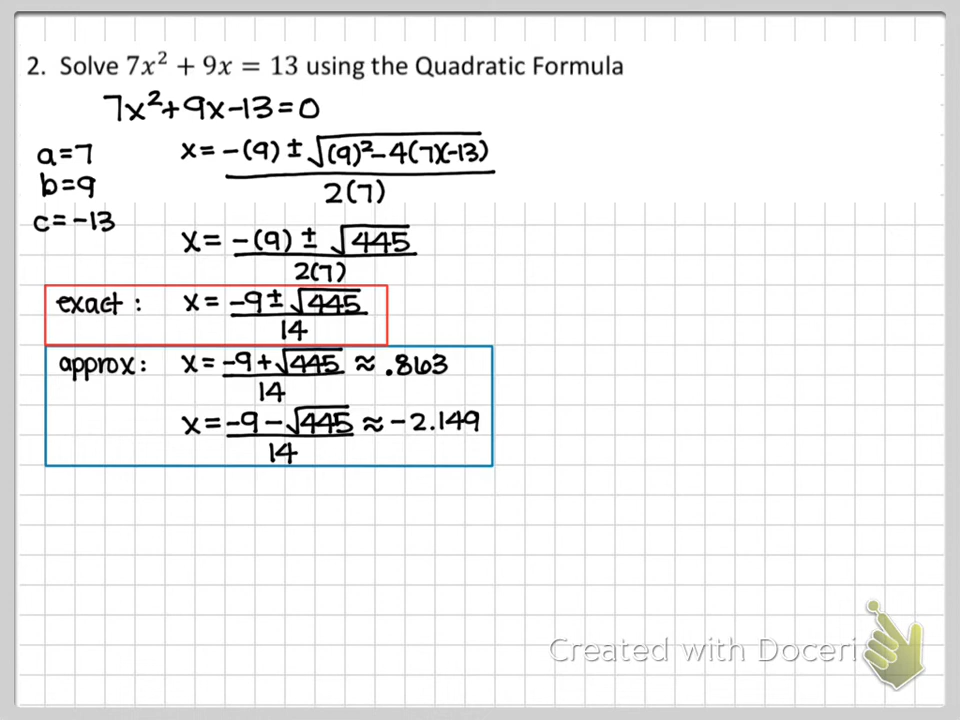 2. Solve 7x² + 9x = 13 using the Quadratic Formula
7x²+9x-13=0
a=7
b=9
c=-13
x= -(9) ± √(9)²-4(7)(-13)
2(7)
x= -(9) ± √445
2(7)
exact: x= -9±√445
14
approx: x= -9+√445 ≈ .863
14
x= -9-√445 ≈ -2.149
14
Created with Doceri